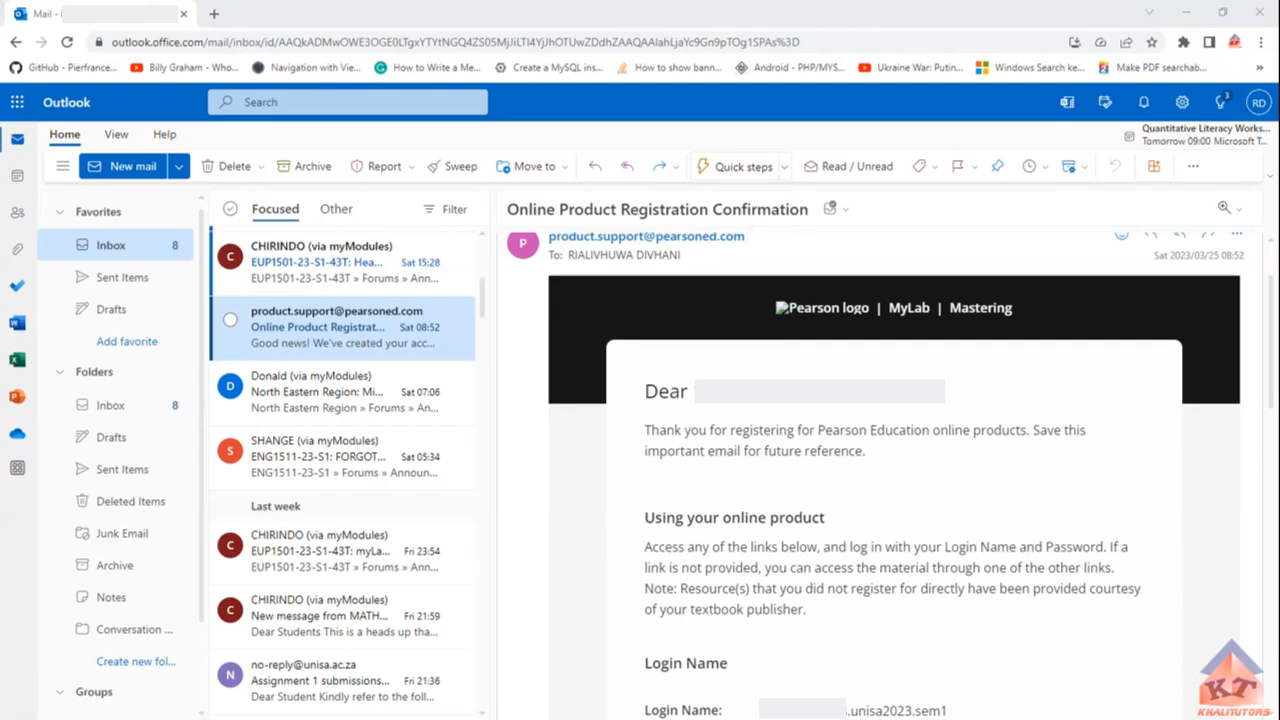 Mail -
outlook.office.com/mail/inbox/id/AAQkADMwOWE3OGE0LTgxYTYtNGQ4ZS05MjJiLTI4YjJhOTUwZDdhZAAQAAIahLjaYc9Gn9pTOg1SPAs%3D
GitHub - Pierfrance... Billy Graham - Who... Navigation with Vie... How to Write a Me... Create a MySQL ins... How to show bann... Android - PHP/MYS... Ukraine War: Putin... Windows Search ke... Make PDF searchab... »
Outlook Search 3 RD
Home View Help
Quantitative Literacy Works...
Tomorrow 09:00 Microsoft T...
New mail Delete Archive Report Sweep Move to Quick steps Read / Unread ...
Favorites
Inbox 8
Sent Items
Drafts
Add favorite
Folders
Inbox 8
Drafts
Sent Items
Deleted Items
Junk Email
Archive
Notes
Conversation ...
Create new fol...
Groups
Focused Other Filter
C
CHIRINDO (via myModules)
EUP1501-23-S1-43T: Hea... Sat 15:28
EUP1501-23-S1-43T » Forums » Ann...
product.support@pearsoned.com
Online Product Registrat... Sat 08:52
Good news! We've created your acc...
D
Donald (via myModules)
North Eastern Region: Mi... Sat 07:06
North Eastern Region » Forums » An...
S
SHANGE (via myModules)
ENG1511-23-S1: FORGOT... Sat 05:34
ENG1511-23-S1 » Forums » Announ...
Last week
C
CHIRINDO (via myModules)
EUP1501-23-S1-43T: myLa... Fri 23:54
EUP1501-23-S1-43T » Forums » Ann...
C
CHIRINDO (via myModules)
New message from MATH... Fri 21:59
Dear Students This is a heads up tha...
N
no-reply@unisa.ac.za
Assignment 1 submissions... Fri 21:36
Dear Student Kindly refer to the foll...
Online Product Registration Confirmation
P
product.support@pearsoned.com
To: RIALIVHUWA DIVHANI
Sat 2023/03/25 08:52
Pearson logo | MyLab | Mastering
Dear
Thank you for registering for Pearson Education online products. Save this
important email for future reference.
Using your online product
Access any of the links below, and log in with your Login Name and Password. If a
link is not provided, you can access the material through one of the other links.
Note: Resource(s) that you did not register for directly have been provided courtesy
of your textbook publisher.
Login Name
Login Name: .unisa2023.sem1
KT
KHALITUTORS